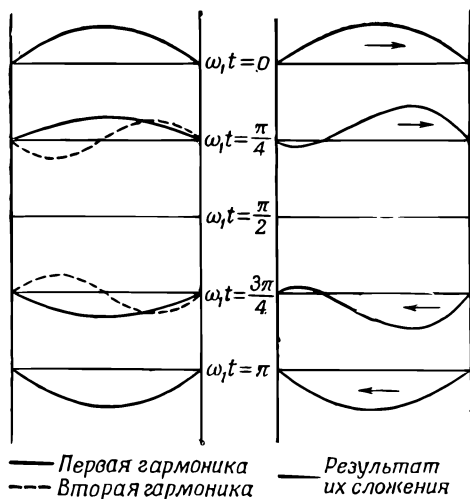 ω₁t = 0
ω₁t = π/4
ω₁t = π/2
ω₁t = 3π/4
ω₁t = π
Первая гармоника
Вторая гармоника
Результат
их сложения